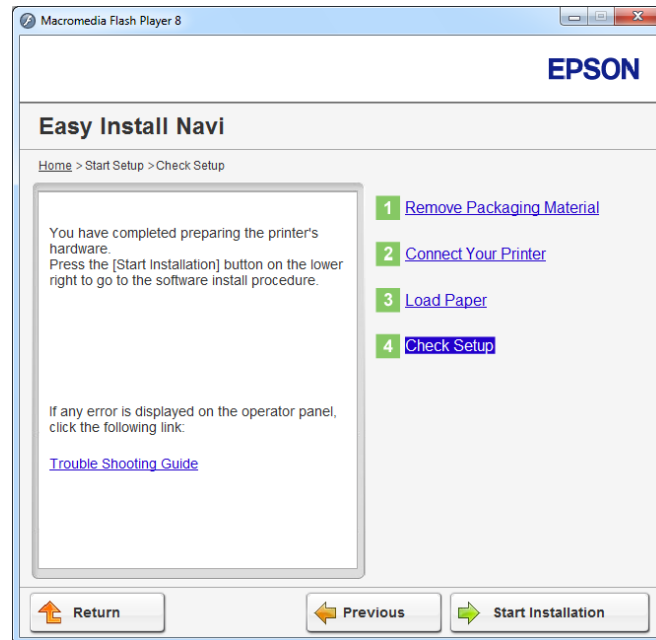 Macromedia Flash Player 8
EPSON
Easy Install Navi
Home > Start Setup >Check Setup
You have completed preparing the printer's
hardware.
Press the [Start Installation] button on the lower
right to go to the software install procedure.
If any error is displayed on the operator panel,
click the following link:
Trouble Shooting Guide
1 Remove Packaging Material
2 Connect Your Printer
3 Load Paper
4 Check Setup
Return
Previous
Start Installation